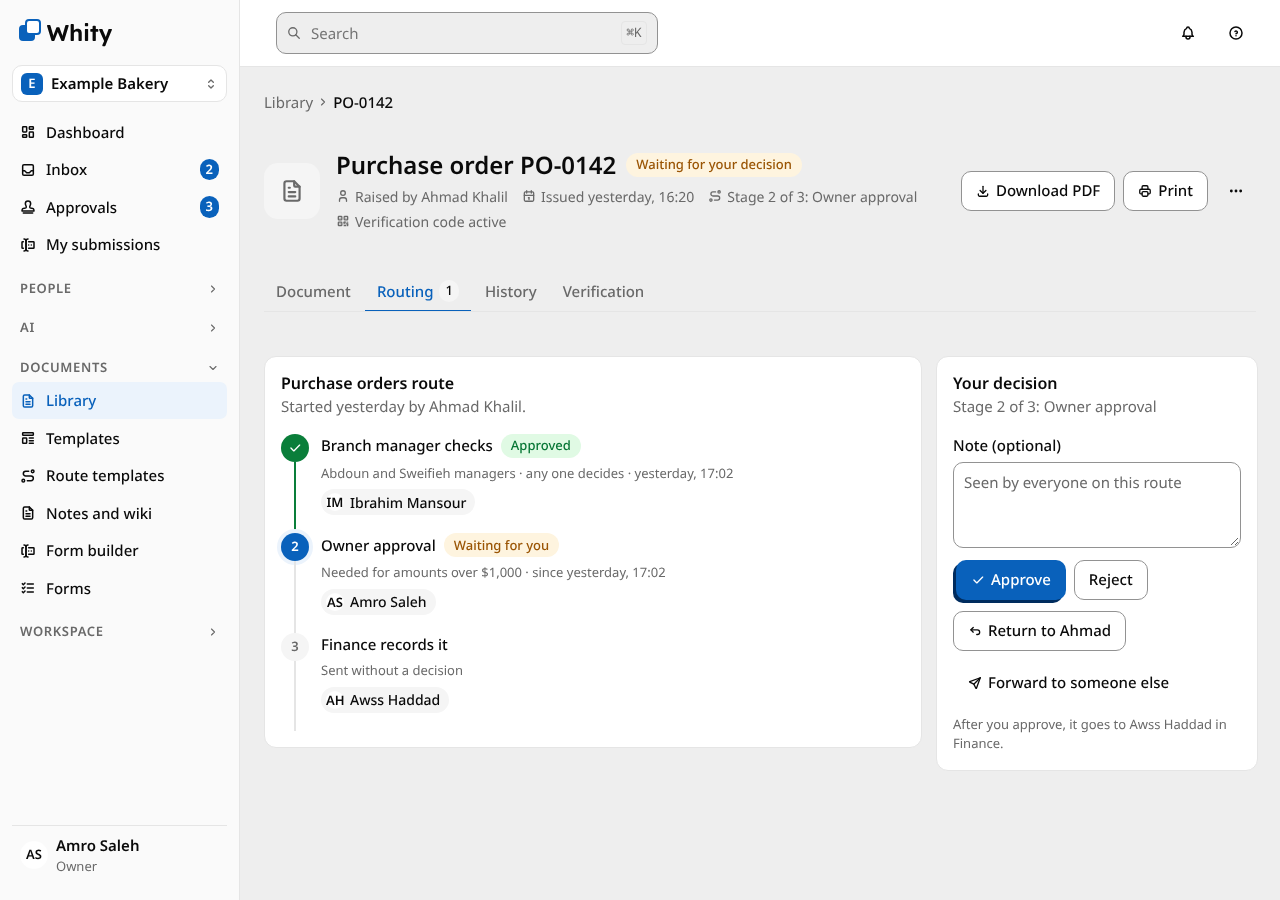 Whity
Search
⌘K
E Example Bakery
Dashboard
Inbox 2
Approvals 3
My submissions
PEOPLE
AI
DOCUMENTS
Library
Templates
Route templates
Notes and wiki
Form builder
Forms
WORKSPACE
AS Amro Saleh
Owner
Library › PO-0142
Purchase order PO-0142 Waiting for your decision
Raised by Ahmad Khalil Issued yesterday, 16:20 Stage 2 of 3: Owner approval
Verification code active
Download PDF Print
Document Routing 1 History Verification
Purchase orders route
Started yesterday by Ahmad Khalil.
Branch manager checks Approved
Abdoun and Sweifieh managers · any one decides · yesterday, 17:02
IM Ibrahim Mansour
2 Owner approval Waiting for you
Needed for amounts over $1,000 · since yesterday, 17:02
AS Amro Saleh
3 Finance records it
Sent without a decision
AH Awss Haddad
Your decision
Stage 2 of 3: Owner approval
Note (optional)
Seen by everyone on this route
Approve Reject
Return to Ahmad
Forward to someone else
After you approve, it goes to Awss Haddad in
Finance.